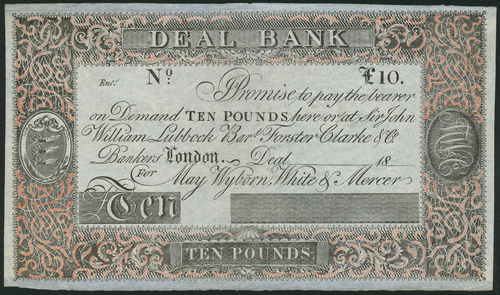 DEAL BANK
Entd. No £10.
I Promise to pay the bearer
on Demand TEN POUNDS here or at Sir John
William Lubbock Bart. Forster Clarke & Co.
Bankers London. Deal 18
For May Wyborn, White & Mercer
£Ten
TEN POUNDS